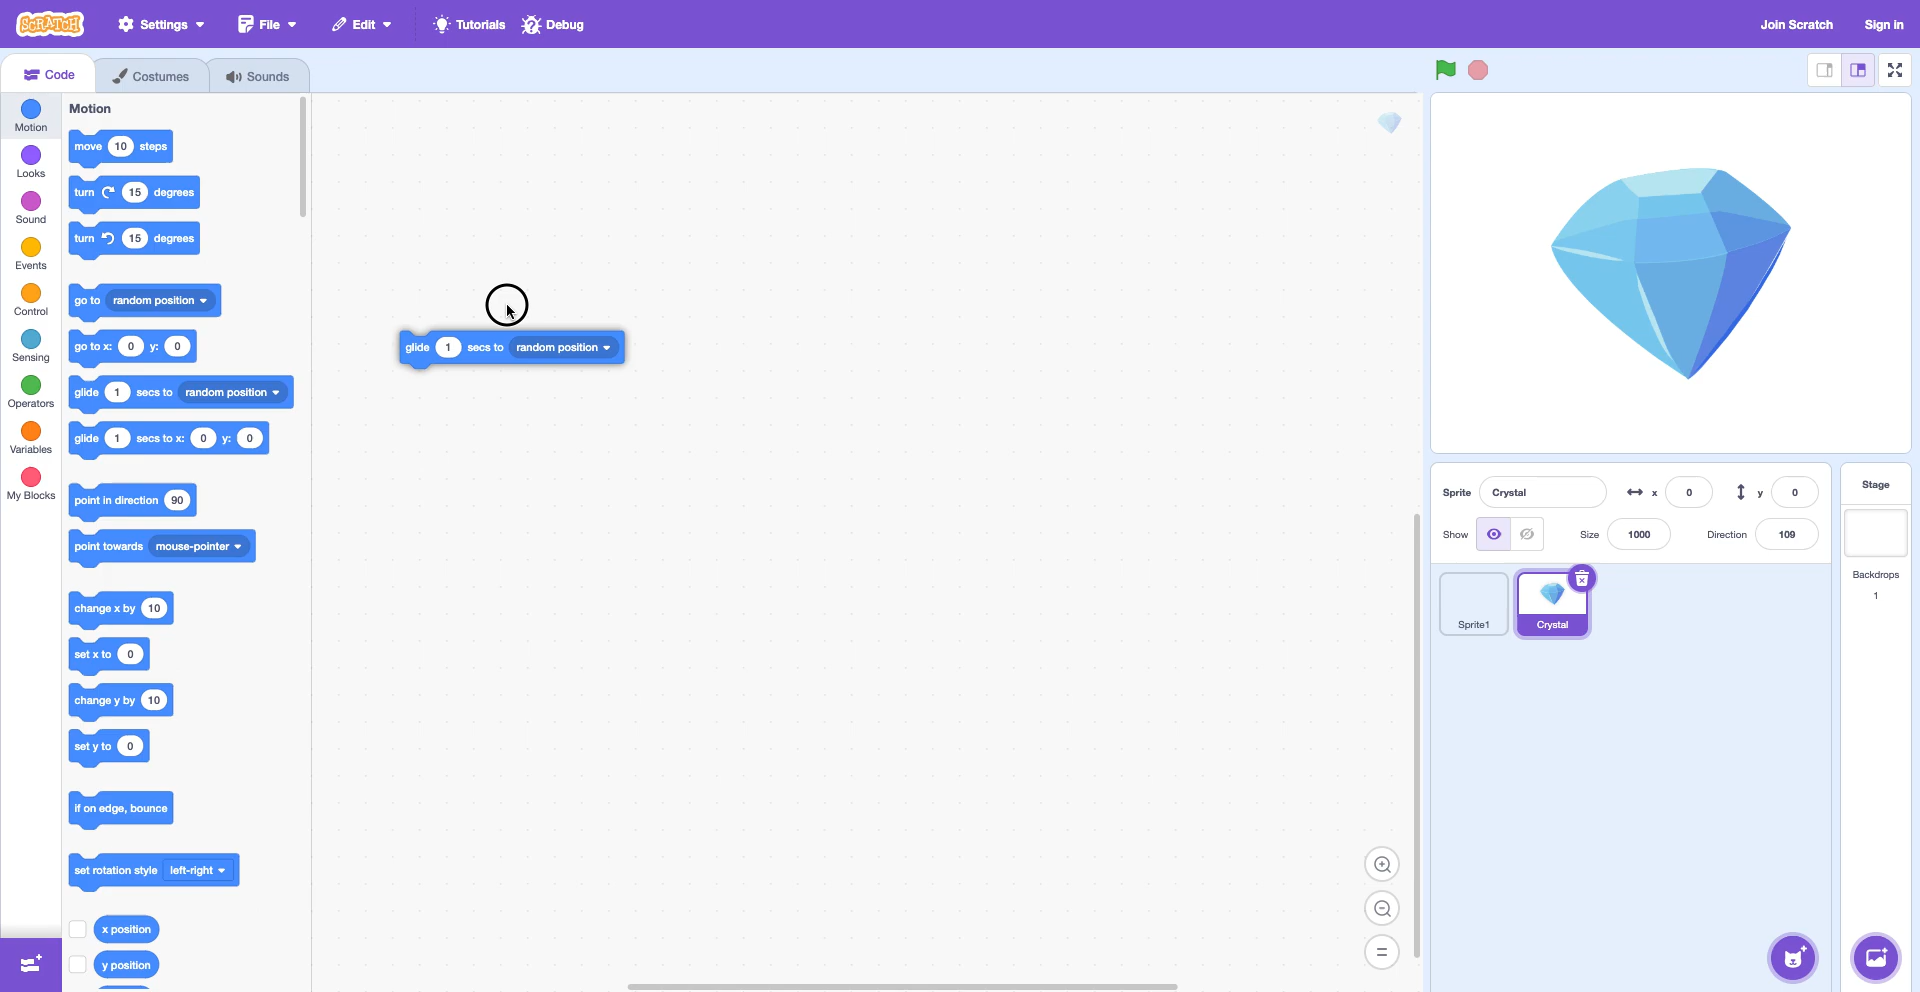 SCRATCH Settings File Edit Tutorials Debug Join Scratch Sign in
Code Costumes Sounds
Motion
Looks
Sound
Events
Control
Sensing
Operators
Variables
My Blocks
Motion
move 10 steps
turn 15 degrees
turn 15 degrees
go to random position
go to x: 0 y: 0
glide 1 secs to random position
glide 1 secs to x: 0 y: 0
point in direction 90
point towards mouse-pointer
change x by 10
set x to 0
change y by 10
set y to 0
if on edge, bounce
set rotation style left-right
x position
y position
glide 1 secs to random position
Sprite Crystal x 0 y 0
Show Size 1000 Direction 109
Sprite1
Crystal
Stage
Backdrops
1